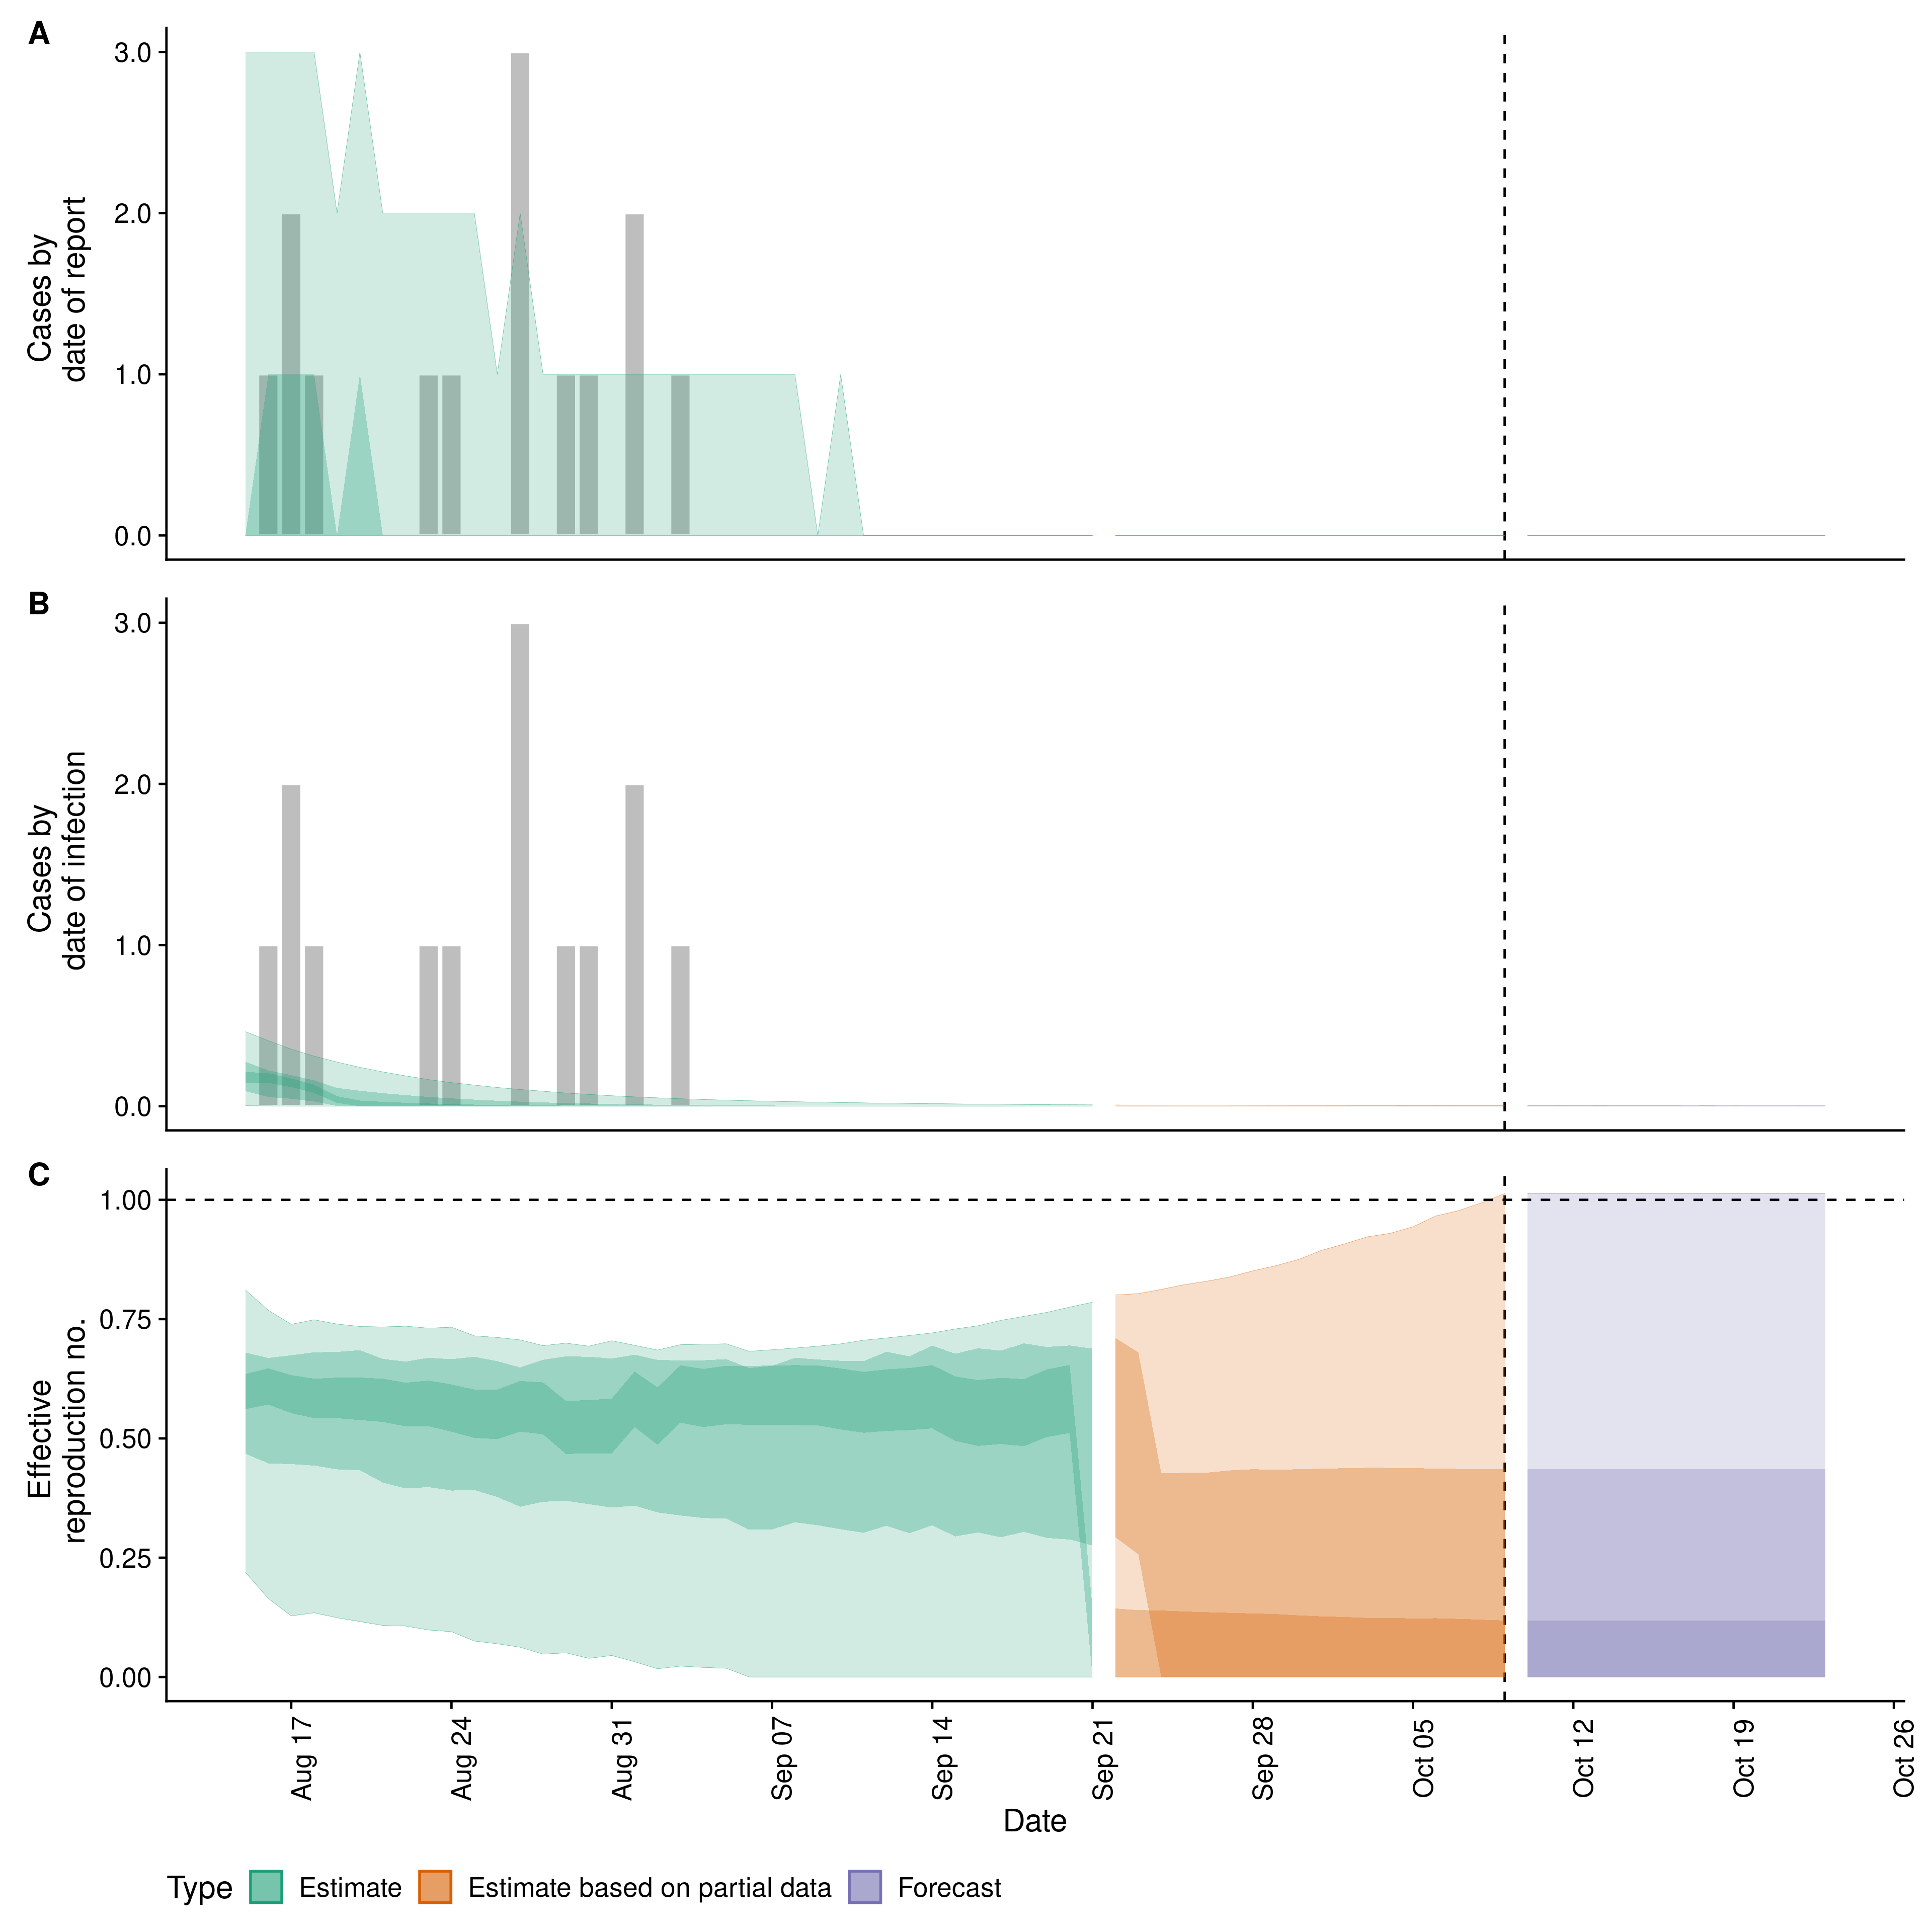 A
3.0
2.0
1.0
0.0
Cases by
date of report
B
3.0
2.0
1.0
0.0
Cases by
date of infection
C
1.00
0.75
0.50
0.25
0.00
Effective
reproduction no.
Aug 17
Aug 24
Aug 31
Sep 07
Sep 14
Sep 21
Sep 28
Oct 05
Oct 12
Oct 19
Oct 26
Date
Type Estimate Estimate based on partial data Forecast